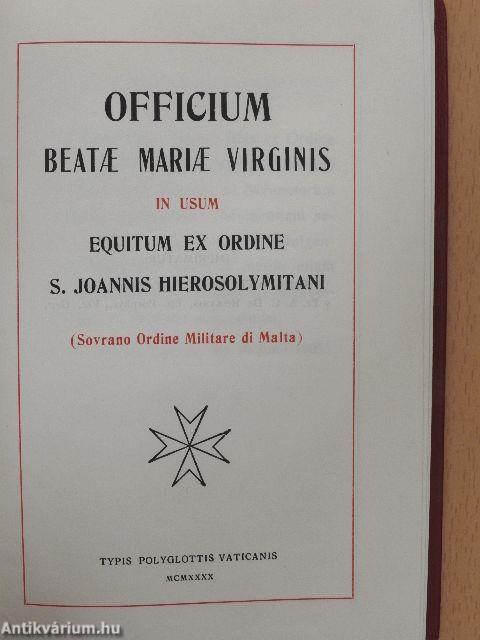 OFFICIUM
BEATÆ MARIÆ VIRGINIS
IN USUM
EQUITUM EX ORDINE
S. JOANNIS HIEROSOLYMITANI
(Sovrano Ordine Militare di Malta)
TYPIS POLYGLOTTIS VATICANIS
MCMXXXX
Antikvárium.hu